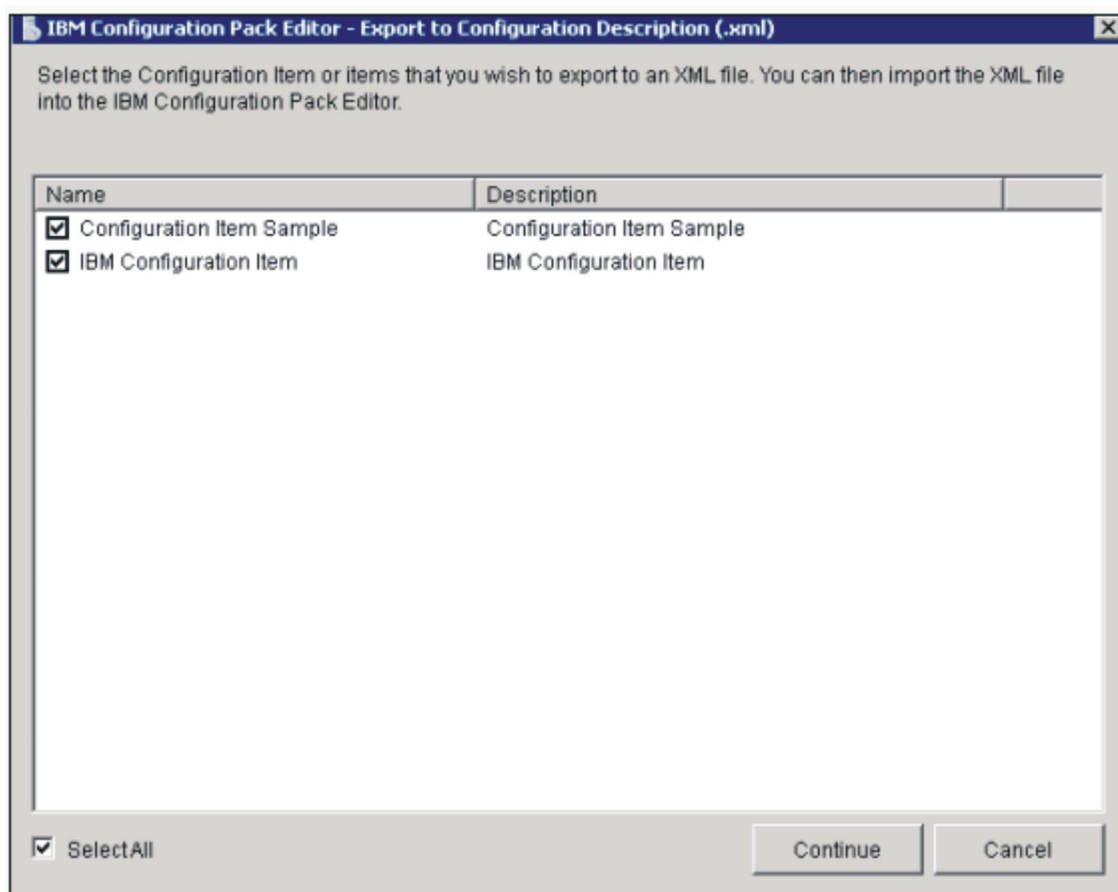 IBM Configuration Pack Editor - Export to Configuration Description (.xml)
Select the Configuration Item or items that you wish to export to an XML file. You can then import the XML file
into the IBM Configuration Pack Editor.
Name Description
Configuration Item Sample Configuration Item Sample
IBM Configuration Item IBM Configuration Item
Select All Continue Cancel